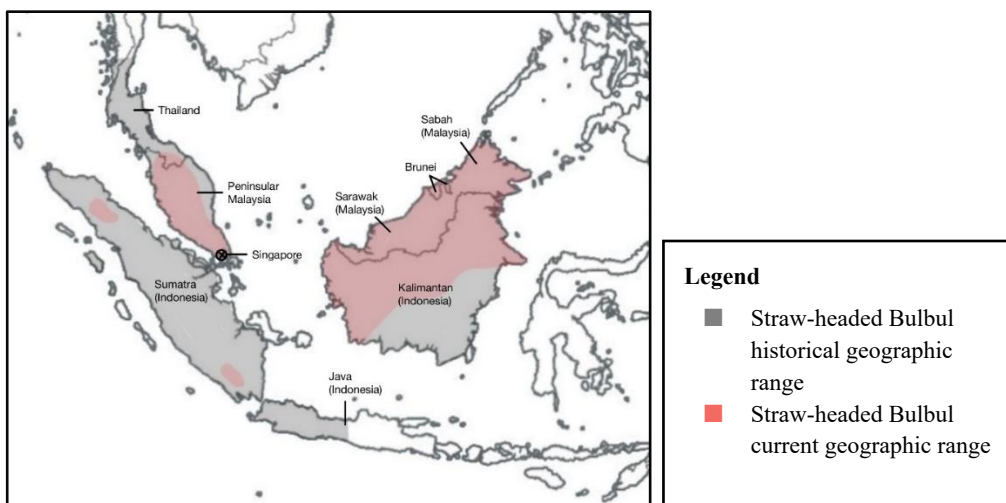 Thailand
Sabah
(Malaysia)
Brunei
Peninsular
Malaysia
Sarawak
(Malaysia)
Singapore
Sumatra
(Indonesia)
Kalimantan
(Indonesia)
Java
(Indonesia)
Legend
Straw-headed Bulbul
historical geographic
range
Straw-headed Bulbul
current geographic range